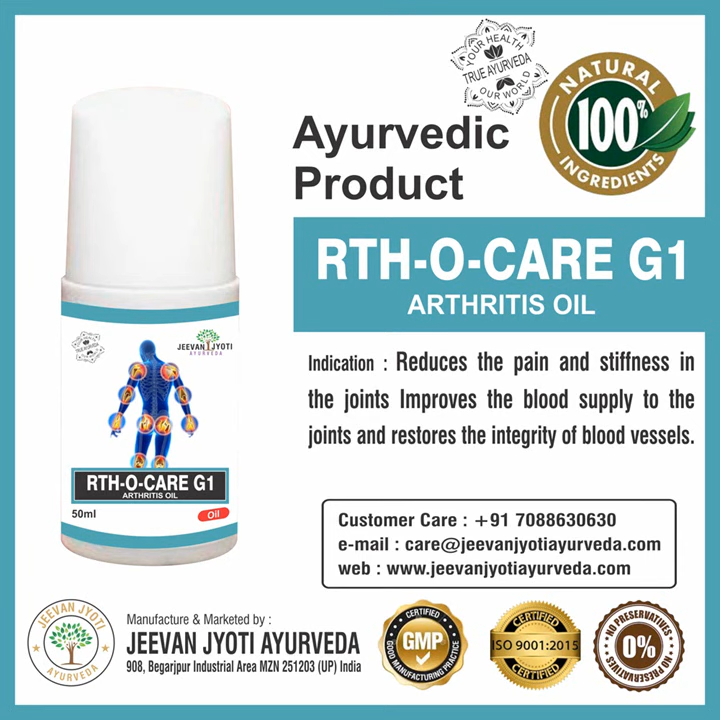 YOUR HEALTH
TRUE AYURVEDA
OUR WORLD
NATURAL
100%
INGREDIENTS
Ayurvedic
Product
RTH-O-CARE G1
ARTHRITIS OIL
Indication : Reduces the pain and stiffness in
the joints Improves the blood supply to the
joints and restores the integrity of blood vessels.
TRUE AYURVEDA
JEEVAN JYOTI
AYURVEDA
RTH-O-CARE G1
ARTHRITIS OIL
50ml
Oil
Customer Care : +91 7088630630
e-mail : care@jeevanjyotiayurveda.com
web : www.jeevanjyotiayurveda.com
JEEVAN JYOTI
AYURVEDA
Manufacture & Marketed by :
JEEVAN JYOTI AYURVEDA
908, Begarjpur Industrial Area MZN 251203 (UP) India
CERTIFIED
GMP
GOOD MANUFACTURING PRACTICE
CERTIFIED
ISO 9001:2015
CERTIFIED
NO PRESERVATIVES
0%
NO PRESERVATIVES